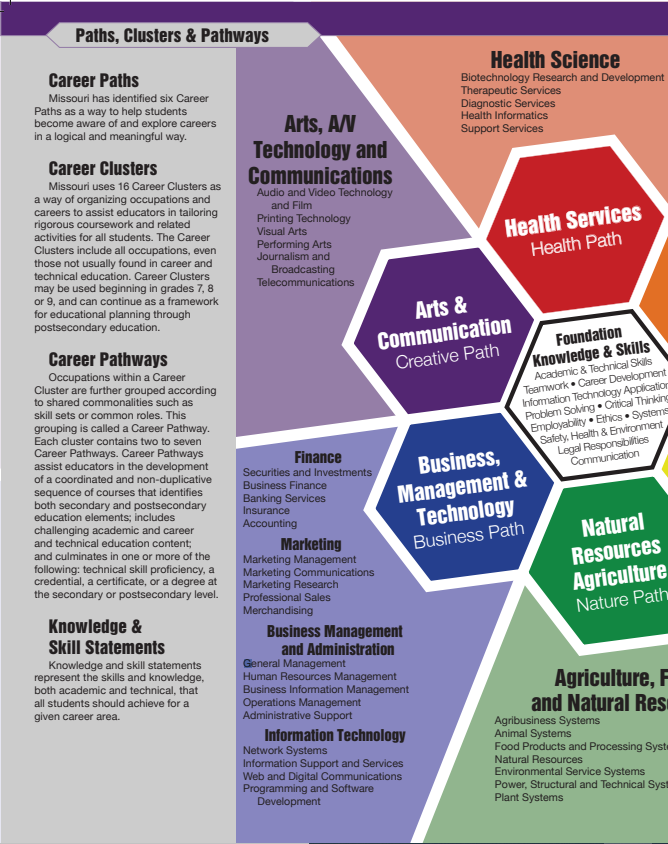 Paths, Clusters & Pathways
Career Paths
Missouri has identified six Career
Paths as a way to help students
become aware of and explore careers
in a logical and meaningful way.
Career Clusters
Missouri uses 16 Career Clusters as
a way of organizing occupations and
careers to assist educators in tailoring
rigorous coursework and related
activities for all students. The Career
Clusters include all occupations, even
those not usually found in career and
technical education. Career Clusters
may be used beginning in grades 7, 8
or 9, and can continue as a framework
for educational planning through
postsecondary education.
Career Pathways
Occupations within a Career
Cluster are further grouped according
to shared commonalities such as
skill sets or common roles. This
grouping is called a Career Pathway.
Each cluster contains two to seven
Career Pathways. Career Pathways
assist educators in the development
of a coordinated and non-duplicative
sequence of courses that identifies
both secondary and postsecondary
education elements; includes
challenging academic and career
and technical education content;
and culminates in one or more of the
following: technical skill proficiency, a
credential, a certificate, or a degree at
the secondary or postsecondary level.
Knowledge &
Skill Statements
Knowledge and skill statements
represent the skills and knowledge,
both academic and technical, that
all students should achieve for a
given career area.
Arts, A/V
Technology and
Communications
Audio and Video Technology
and Film
Printing Technology
Visual Arts
Performing Arts
Journalism and
Broadcasting
Telecommunications
Health Science
Biotechnology Research and Development
Therapeutic Services
Diagnostic Services
Health Informatics
Support Services
Health Services
Health Path
Arts &
Communication
Creative Path
Foundation
Knowledge & Skills
Academic & Technical Skills
Teamwork • Career Development
Information Technology Application
Problem Solving • Critical Thinking
Employability • Ethics • Systems
Safety, Health & Environment
Legal Responsibilities
Communication
Business,
Management &
Technology
Business Path
Natural
Resources
Agriculture
Nature Path
Finance
Securities and Investments
Business Finance
Banking Services
Insurance
Accounting
Marketing
Marketing Management
Marketing Communications
Marketing Research
Professional Sales
Merchandising
Business Management
and Administration
General Management
Human Resources Management
Business Information Management
Operations Management
Administrative Support
Information Technology
Network Systems
Information Support and Services
Web and Digital Communications
Programming and Software
Development
Agriculture, F
and Natural Reso
Agribusiness Systems
Animal Systems
Food Products and Processing Syste
Natural Resources
Environmental Service Systems
Power, Structural and Technical Syst
Plant Systems